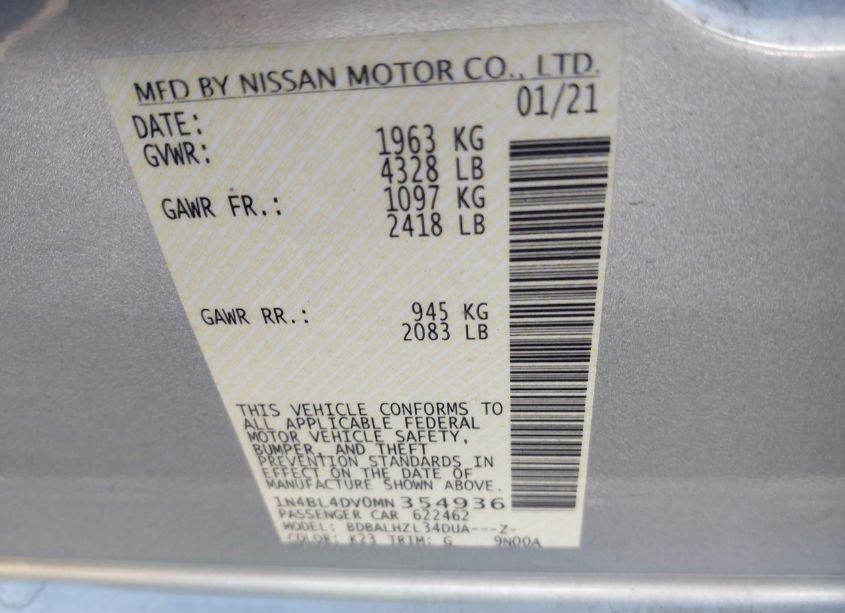 MFD BY NISSAN MOTOR CO., LTD.
DATE: 01/21
GVWR: 1963 KG
4328 LB
GAWR FR.: 1097 KG
2418 LB
GAWR RR.: 945 KG
2083 LB
THIS VEHICLE CONFORMS TO
ALL APPLICABLE FEDERAL
MOTOR VEHICLE SAFETY,
BUMPER, AND THEFT
PREVENTION STANDARDS IN
EFFECT ON THE DATE OF
MANUFACTURE SHOWN ABOVE.
1N4BL4DV0MN354936
PASSENGER CAR 622462
MODEL: BDBALHZL34DUA---Z-
COLOR: K23 TRIM: G 9N00A